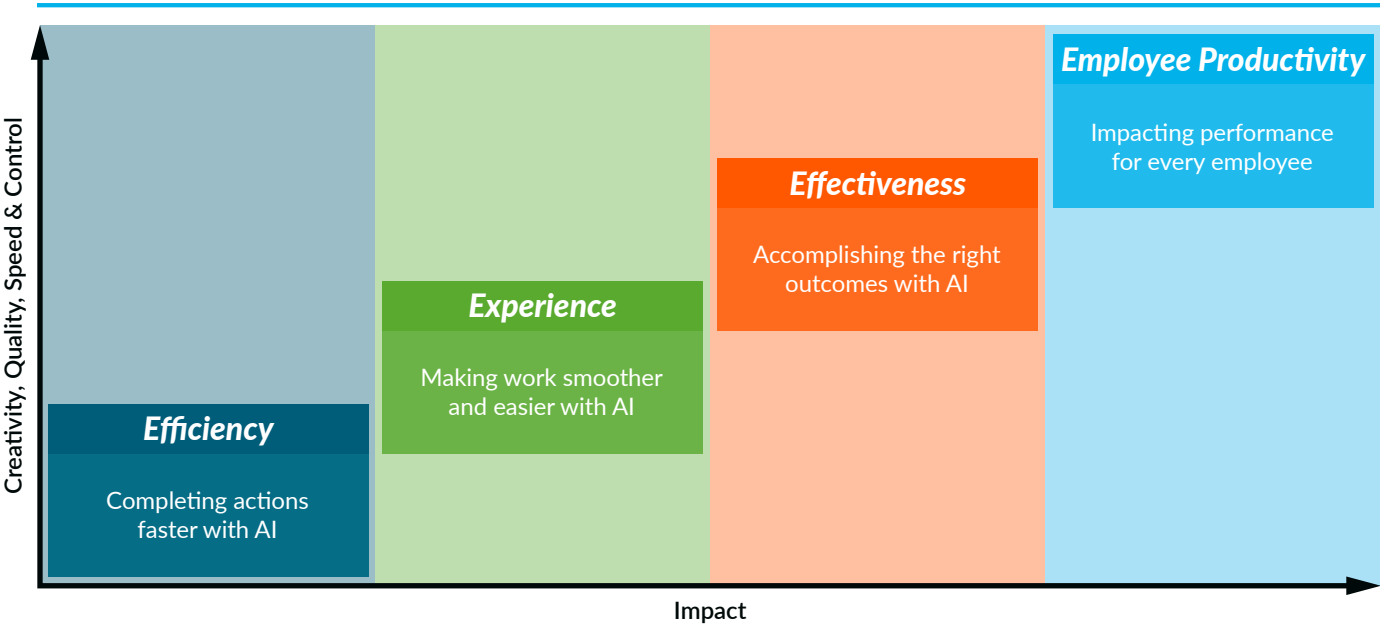 Employee Productivity
Impacting performance
for every employee
Effectiveness
Accomplishing the right
outcomes with AI
Experience
Making work smoother
and easier with AI
Efficiency
Completing actions
faster with AI
Creativity, Quality, Speed & Control
Impact